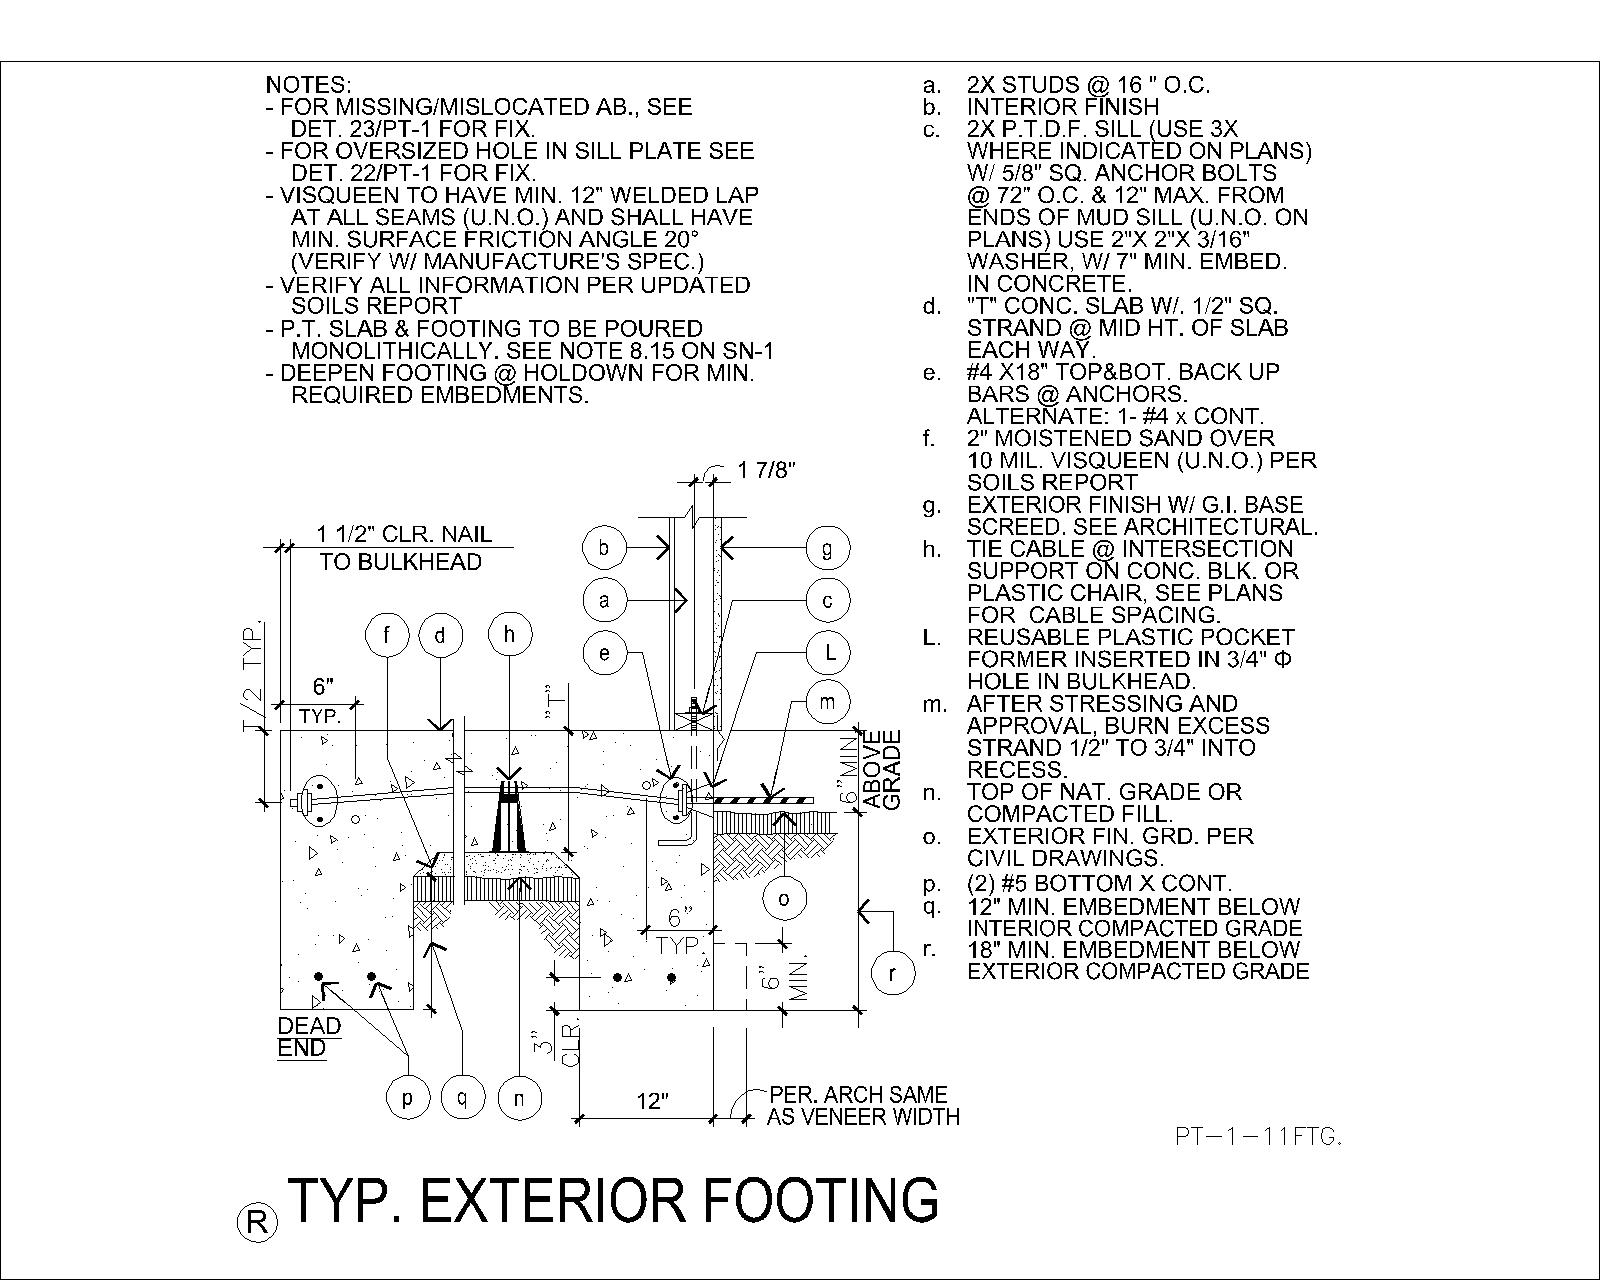 NOTES:
- FOR MISSING/MISLOCATED AB., SEE
DET. 23/PT-1 FOR FIX.
- FOR OVERSIZED HOLE IN SILL PLATE SEE
DET. 22/PT-1 FOR FIX.
- VISQUEEN TO HAVE MIN. 12" WELDED LAP
AT ALL SEAMS (U.N.O.) AND SHALL HAVE
MIN. SURFACE FRICTION ANGLE 20°
(VERIFY W/ MANUFACTURE'S SPEC.)
- VERIFY ALL INFORMATION PER UPDATED
SOILS REPORT
- P.T. SLAB & FOOTING TO BE POURED
MONOLITHICALLY. SEE NOTE 8.15 ON SN-1
- DEEPEN FOOTING @ HOLDOWN FOR MIN.
REQUIRED EMBEDMENTS.
a. 2X STUDS @ 16 " O.C.
b. INTERIOR FINISH
c. 2X P.T.D.F. SILL (USE 3X
WHERE INDICATED ON PLANS)
W/ 5/8" SQ. ANCHOR BOLTS
@ 72" O.C. & 12" MAX. FROM
ENDS OF MUD SILL (U.N.O. ON
PLANS) USE 2"X 2"X 3/16"
WASHER, W/ 7" MIN. EMBED.
IN CONCRETE.
d. "T" CONC. SLAB W/. 1/2" SQ.
STRAND @ MID HT. OF SLAB
EACH WAY.
e. #4 X18" TOP&BOT. BACK UP
BARS @ ANCHORS.
ALTERNATE: 1- #4 x CONT.
f. 2" MOISTENED SAND OVER
10 MIL. VISQUEEN (U.N.O.) PER
SOILS REPORT
g. EXTERIOR FINISH W/ G.I. BASE
SCREED. SEE ARCHITECTURAL.
h. TIE CABLE @ INTERSECTION
SUPPORT ON CONC. BLK. OR
PLASTIC CHAIR, SEE PLANS
FOR CABLE SPACING.
L. REUSABLE PLASTIC POCKET
FORMER INSERTED IN 3/4" Φ
HOLE IN BULKHEAD.
m. AFTER STRESSING AND
APPROVAL, BURN EXCESS
STRAND 1/2" TO 3/4" INTO
RECESS.
n. TOP OF NAT. GRADE OR
COMPACTED FILL.
o. EXTERIOR FIN. GRD. PER
CIVIL DRAWINGS.
p. (2) #5 BOTTOM X CONT.
q. 12" MIN. EMBEDMENT BELOW
INTERIOR COMPACTED GRADE
r. 18" MIN. EMBEDMENT BELOW
EXTERIOR COMPACTED GRADE
1 7/8"
1 1/2" CLR. NAIL
TO BULKHEAD
b
g
a
c
f
d
h
e
L
T/2 TYP.
6"
TYP.
"T"
m
6"MIN.
ABOVE
GRADE
o
6"
TYP.
6"
MIN.
r
DEAD
END
3"
CLR.
p
q
n
12"
PER. ARCH SAME
AS VENEER WIDTH
PT-1-11FTG.
R TYP. EXTERIOR FOOTING